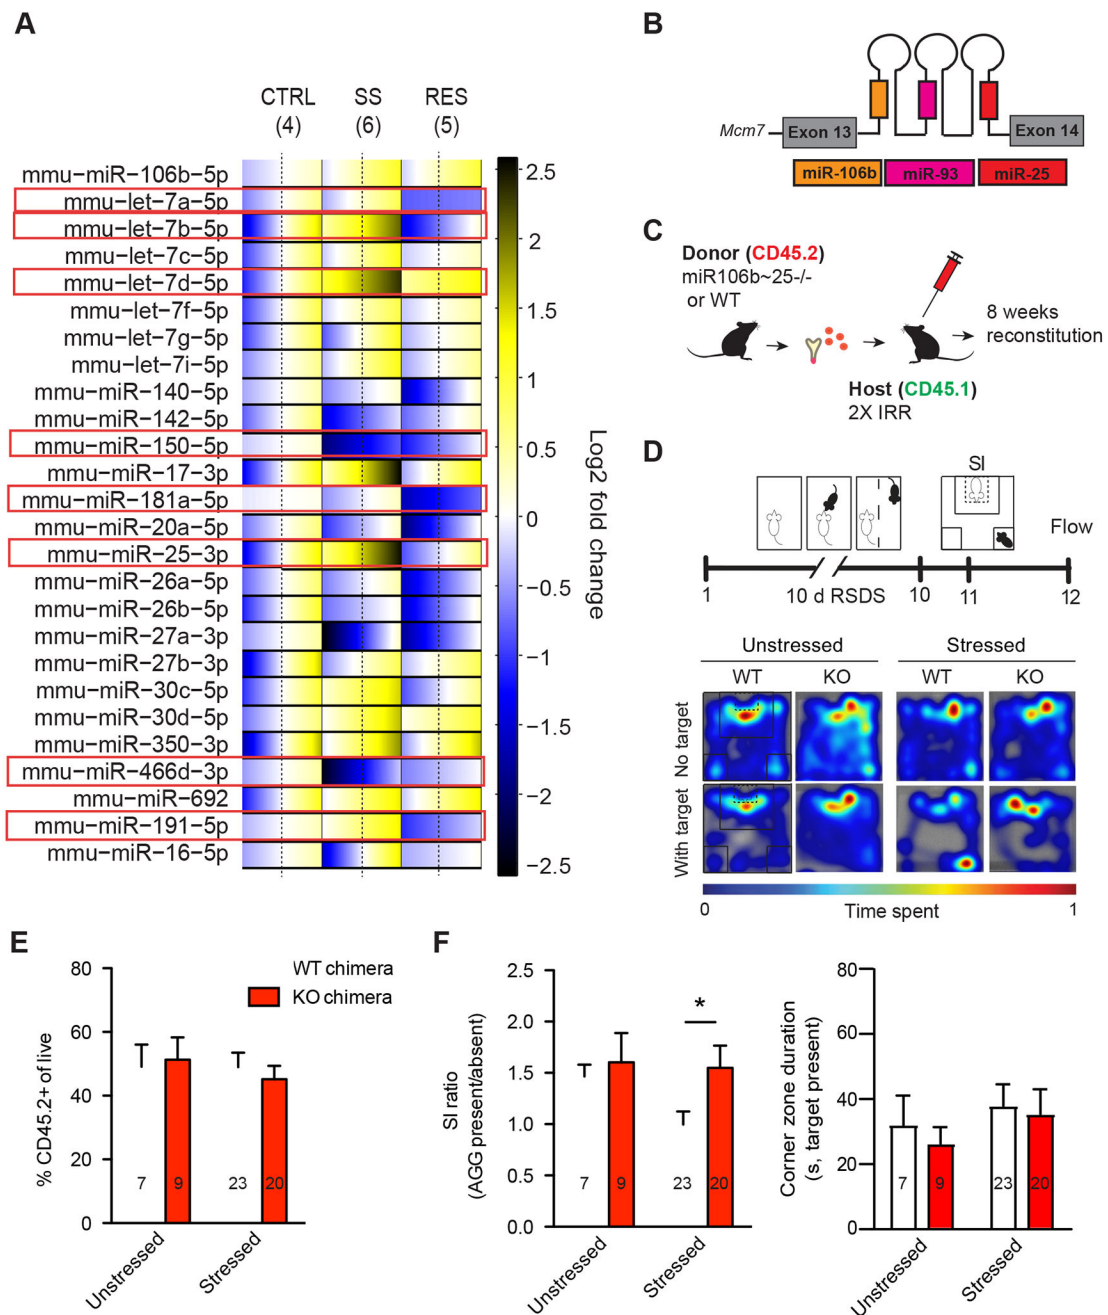 A
CTRL
(4)
SS
(6)
RES
(5)
mmu-miR-106b-5p
mmu-let-7a-5p
mmu-let-7b-5p
mmu-let-7c-5p
mmu-let-7d-5p
mmu-let-7f-5p
mmu-let-7g-5p
mmu-let-7i-5p
mmu-miR-140-5p
mmu-miR-142-5p
mmu-miR-150-5p
mmu-miR-17-3p
mmu-miR-181a-5p
mmu-miR-20a-5p
mmu-miR-25-3p
mmu-miR-26a-5p
mmu-miR-26b-5p
mmu-miR-27a-3p
mmu-miR-27b-3p
mmu-miR-30c-5p
mmu-miR-30d-5p
mmu-miR-350-3p
mmu-miR-466d-3p
mmu-miR-692
mmu-miR-191-5p
mmu-miR-16-5p
2.5
2
1.5
1
0.5
0
-0.5
-1
-1.5
-2
-2.5
Log2 fold change
B
Mcm7
Exon 13
Exon 14
miR-106b
miR-93
miR-25
C
Donor (CD45.2)
miR106b~25-/-
or WT
8 weeks
reconstitution
Host (CD45.1)
2X IRR
D
SI
Flow
1
10 d RSDS
10
11
12
Unstressed
Stressed
WT
KO
WT
KO
No target
With target
0
Time spent
1
E
% CD45.2+ of live
80
60
40
20
0
WT chimera
KO chimera
7
9
23
20
Unstressed
Stressed
F
SI ratio
(AGG present/absent)
2.5
2.0
1.5
1.0
0.5
0.0
*
7
9
23
20
Unstressed
Stressed
Corner zone duration
(s, target present)
80
60
40
20
0
7
9
23
20
Unstressed
Stressed